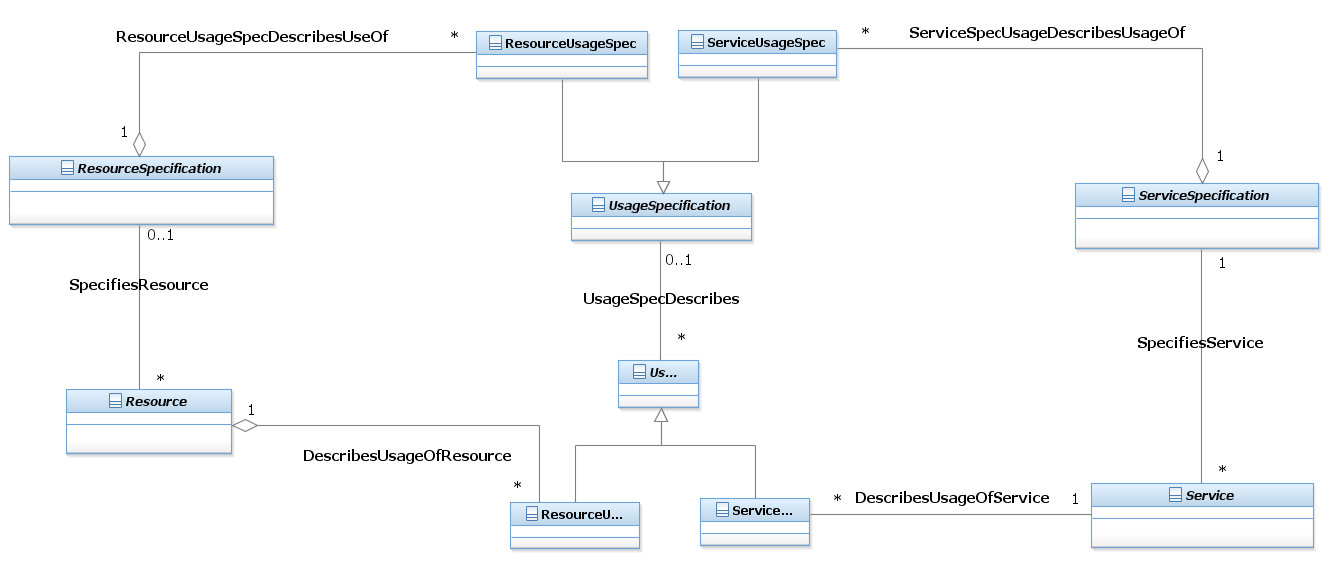 ResourceUsageSpecDescribesUseOf
*
ResourceUsageSpec
ServiceUsageSpec
*
ServiceSpecUsageDescribesUsageOf
1
1
ResourceSpecification
UsageSpecification
ServiceSpecification
0..1
0..1
1
SpecifiesResource
UsageSpecDescribes
SpecifiesService
*
*
Us...
Resource
1
DescribesUsageOfResource
*
ResourceU...
Service...
*
DescribesUsageOfService
1
*
Service